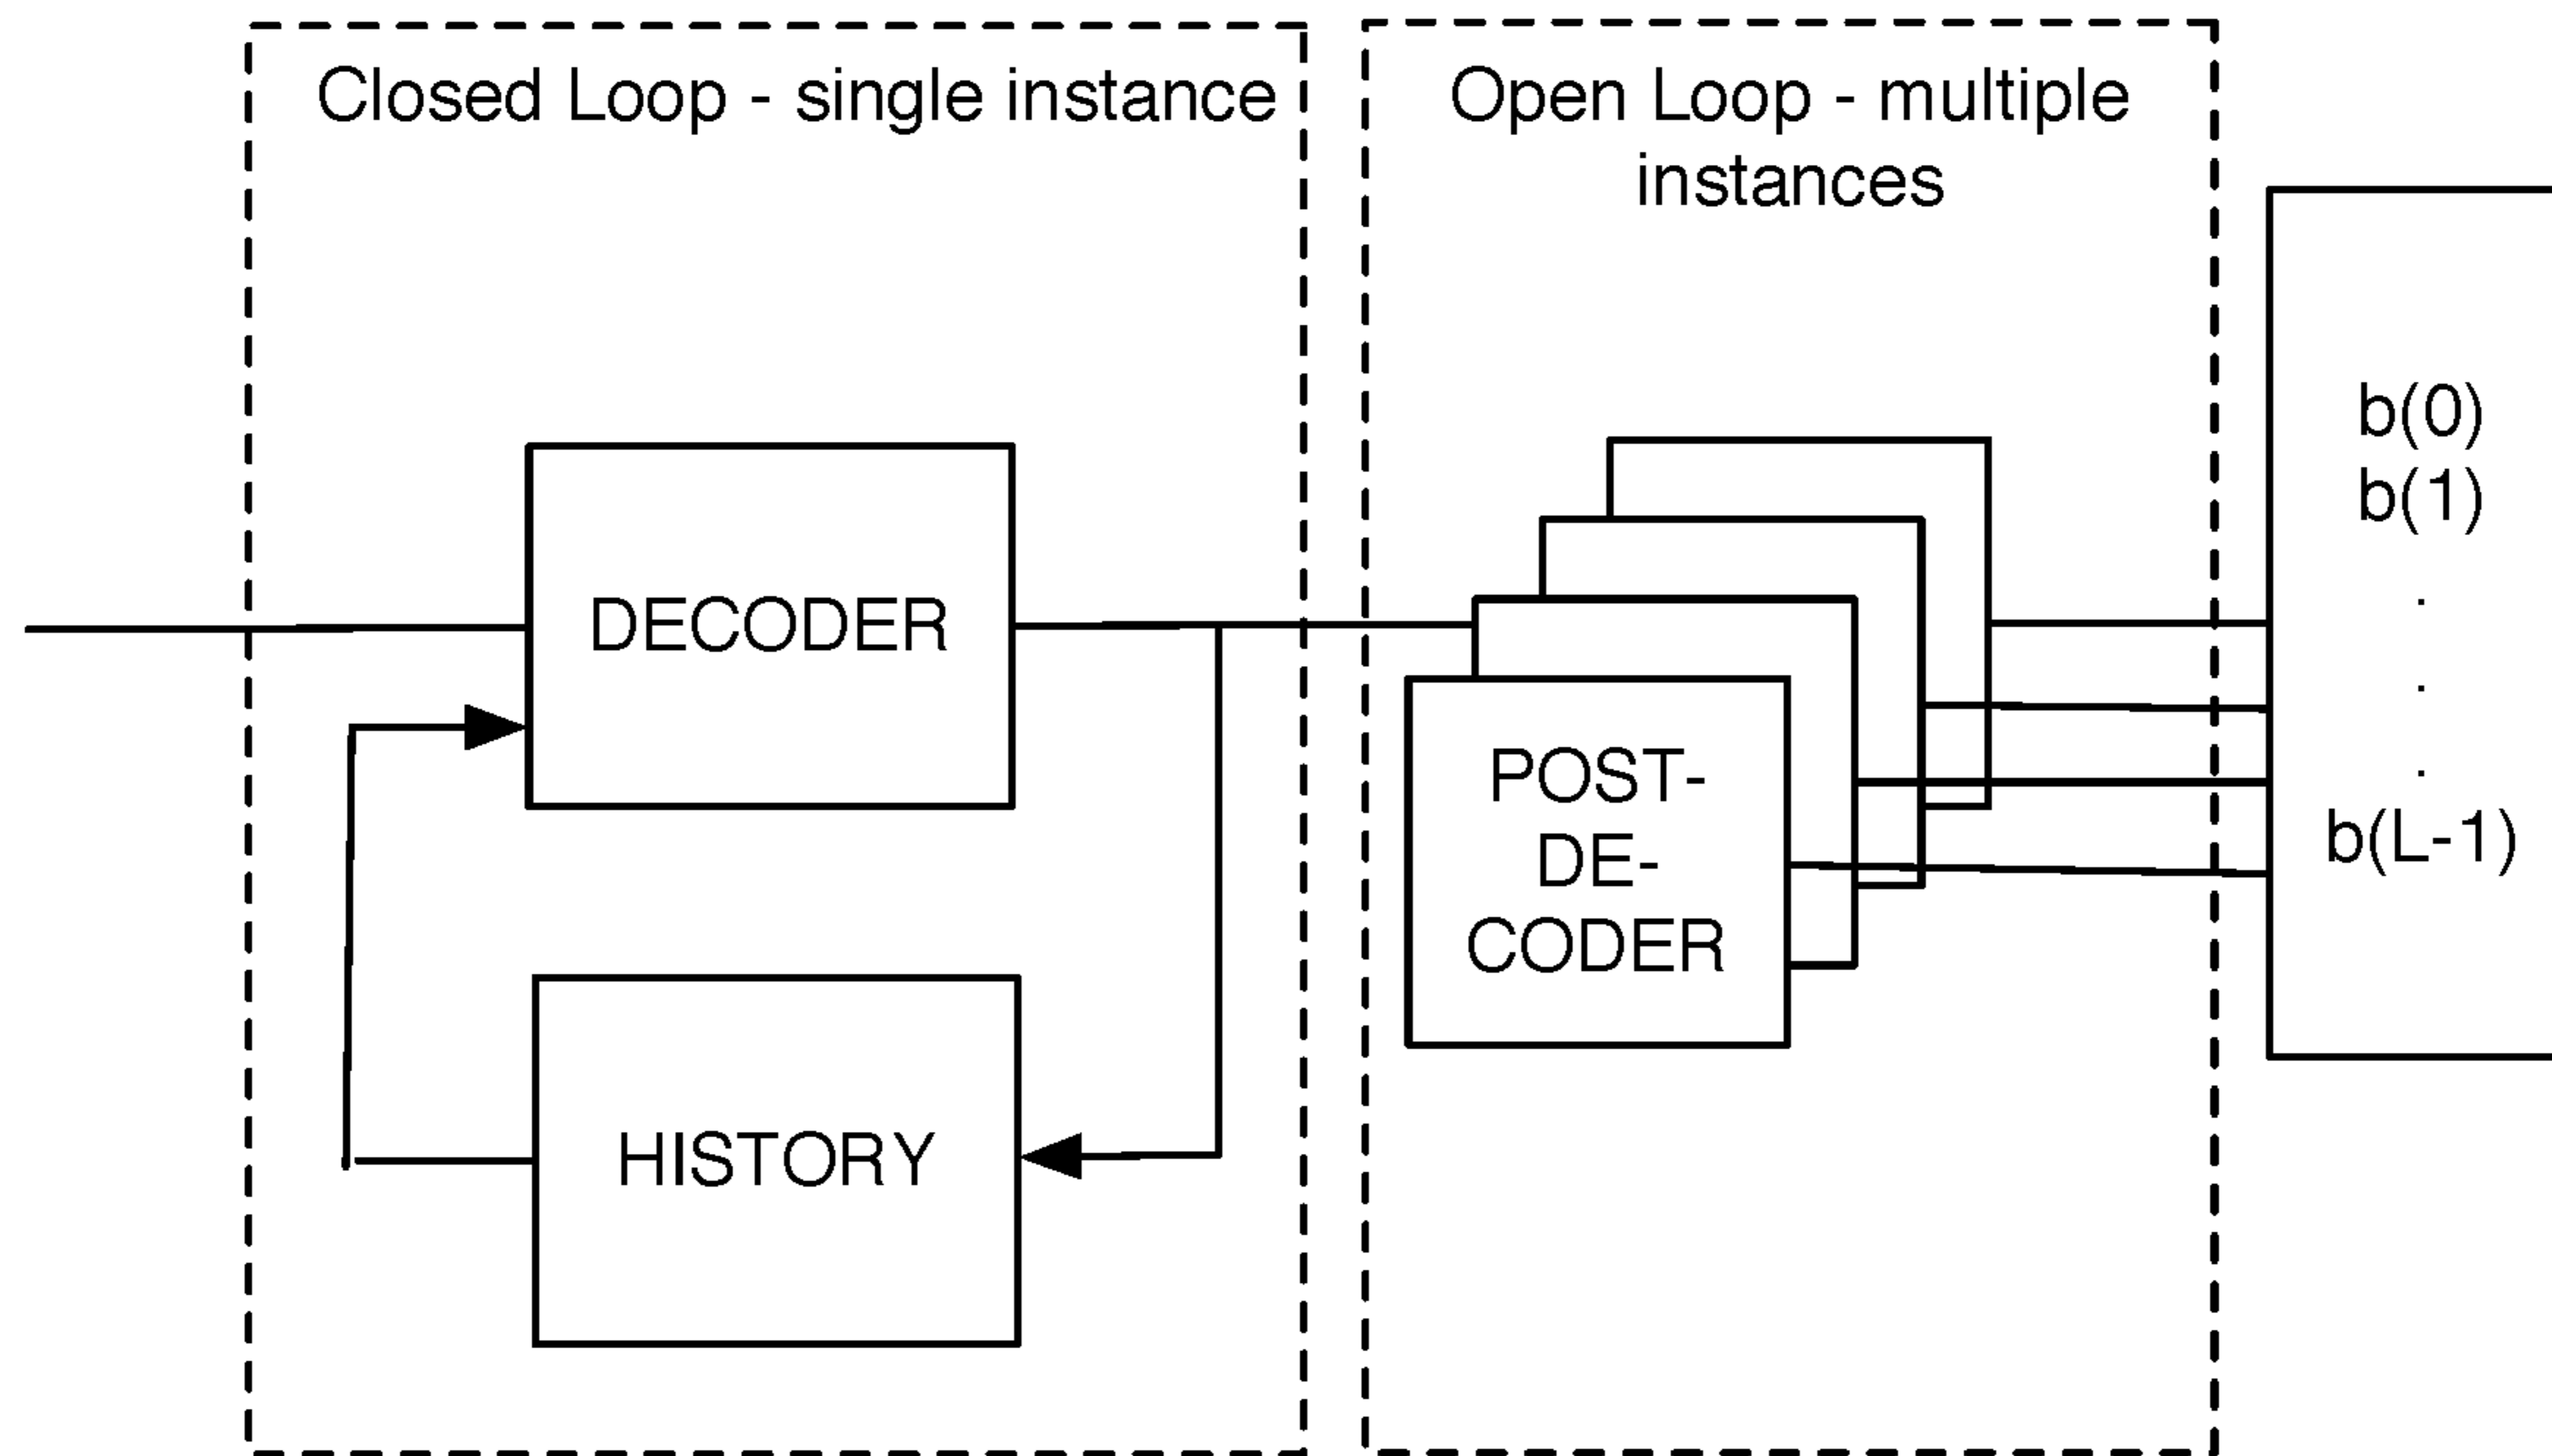 Closed Loop - single instance
Open Loop - multiple
instances
DECODER
HISTORY
POST-
DE-
CODER
b(0)
b(1)
.
.
.
b(L-1)